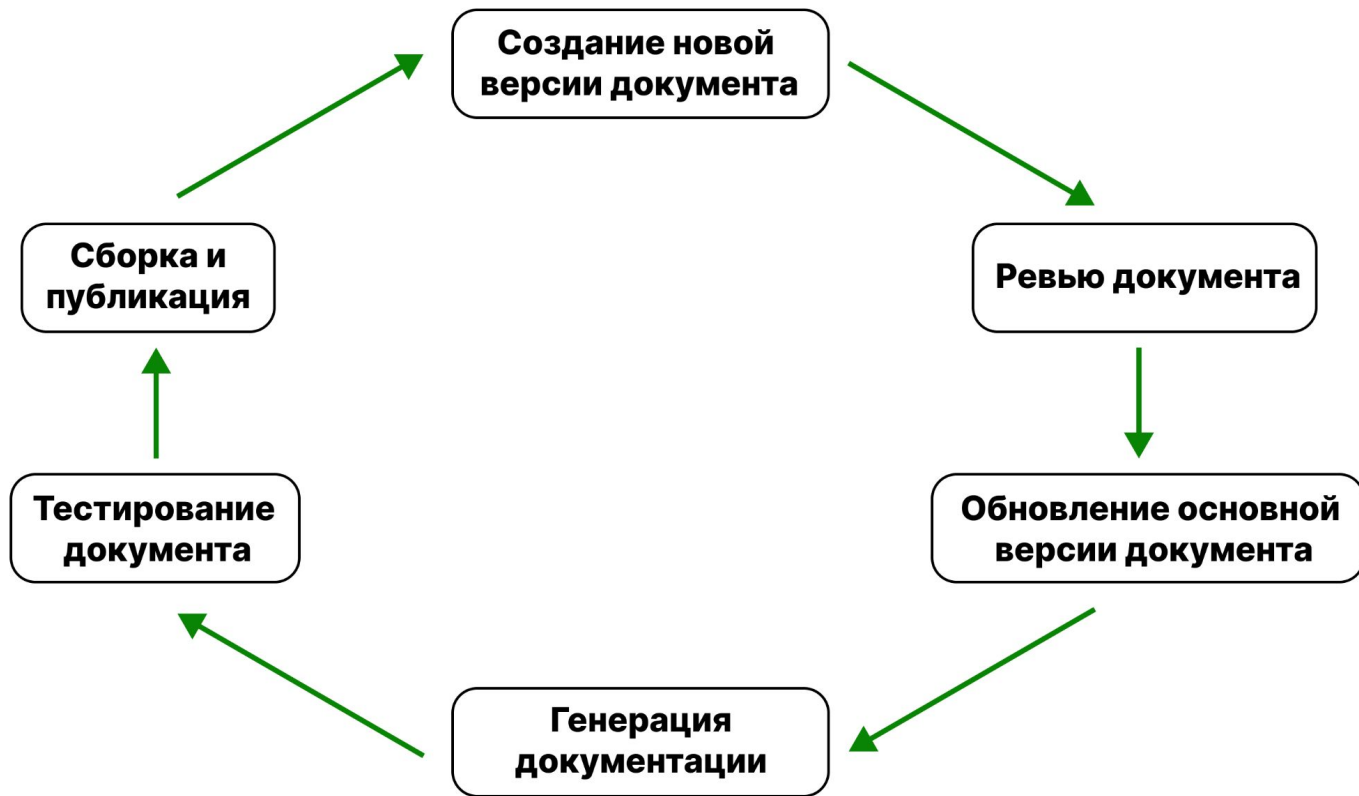 Создание новой
версии документа
Сборка и
публикация
Ревью документа
Тестирование
документа
Обновление основной
версии документа
Генерация
документации